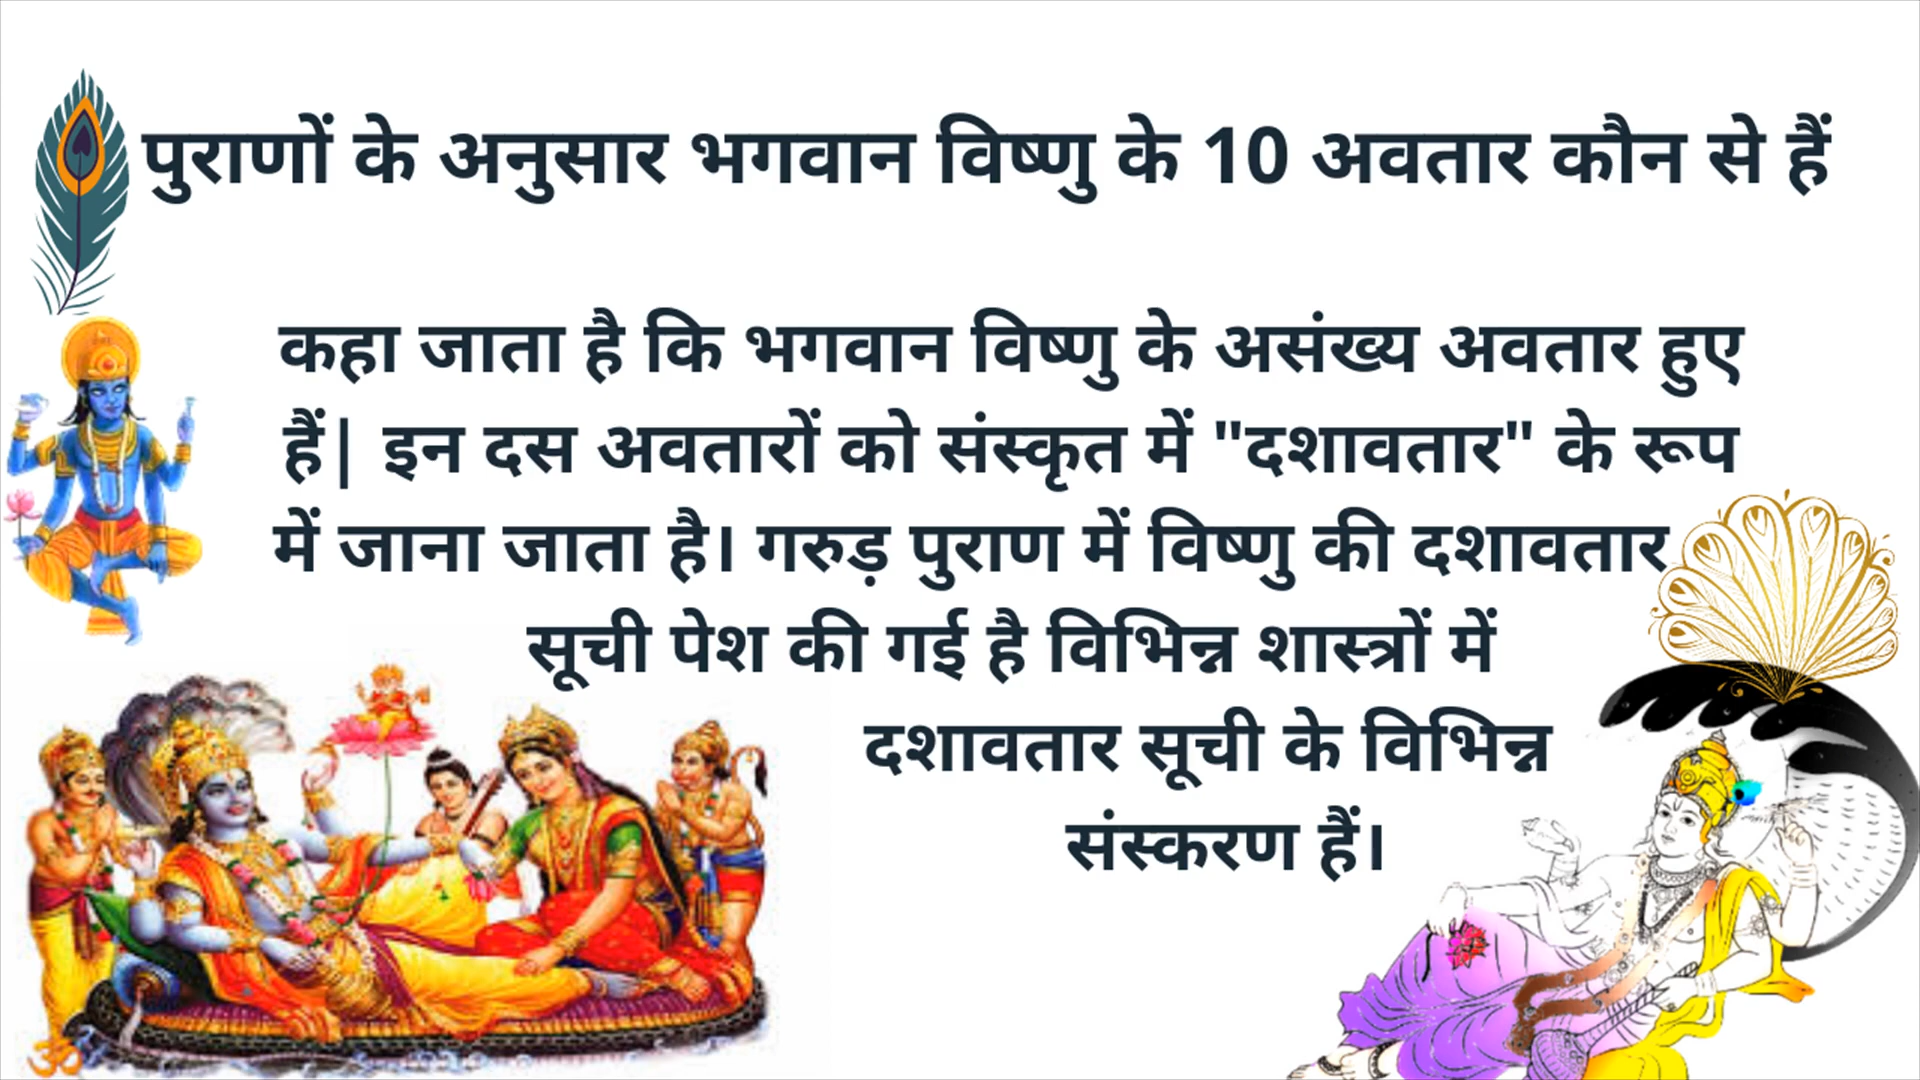 पुराणों के अनुसार भगवान विष्णु के 10 अवतार कौन से हैं
कहा जाता है कि भगवान विष्णु के असंख्य अवतार हुए
हैं| इन दस अवतारों को संस्कृत में "दशावतार" के रूप
में जाना जाता है। गरुड़ पुराण में विष्णु की दशावतार
सूची पेश की गई है विभिन्न शास्त्रों में
दशावतार सूची के विभिन्न
संस्करण हैं।
ॐ